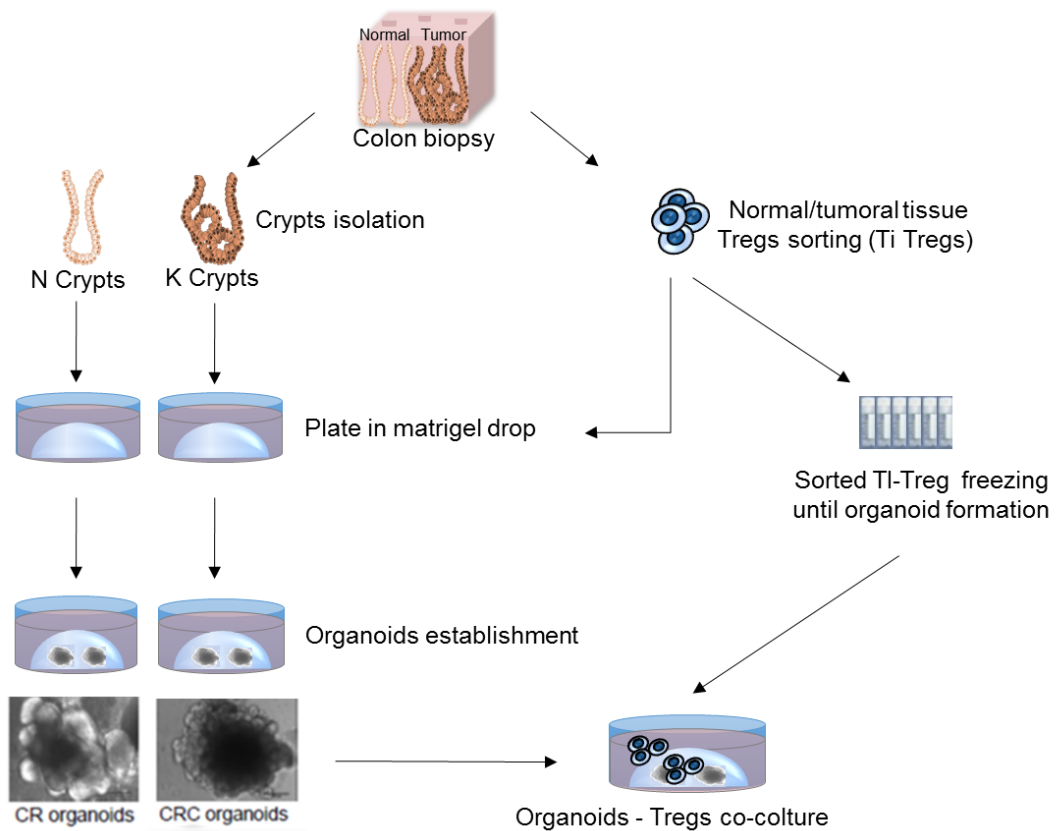 Normal Tumor
Colon biopsy
Crypts isolation
N Crypts
K Crypts
Normal/tumoral tissue
Tregs sorting (Ti Tregs)
Plate in matrigel drop
Sorted TI-Treg freezing
until organoid formation
Organoids establishment
CR organoids
CRC organoids
Organoids - Tregs co-colture